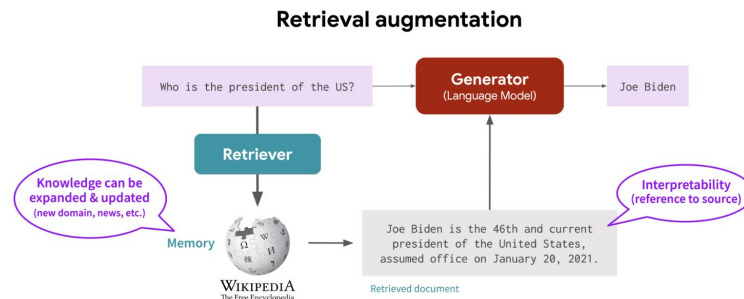 Retrieval augmentation
Who is the president of the US?
Generator
(Language Model)
Joe Biden
Retriever
Knowledge can be
expanded & updated
(new domain, news, etc.)
Memory
Ω W
WIKIPEDIA
The Free Encyclopedia
Joe Biden is the 46th and current
president of the United States,
assumed office on January 20, 2021.
Retrieved document
Interpretability
(reference to source)